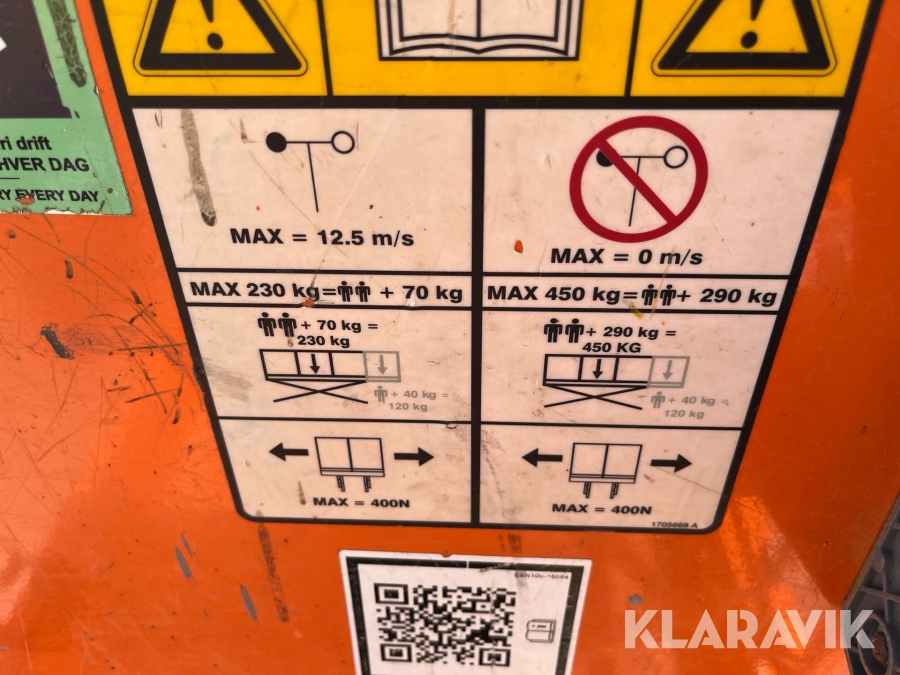 ri drift
HVER DAG
RY EVERY DAY
MAX = 12.5 m/s
MAX = 0 m/s
MAX 230 kg= + 70 kg
MAX 450 kg= + 290 kg
+ 70 kg =
230 kg
+ 40 kg =
120 kg
+ 290 kg =
450 KG
+ 40 kg =
120 kg
MAX = 400N
MAX = 400N
1705668 A
KLARAVIK